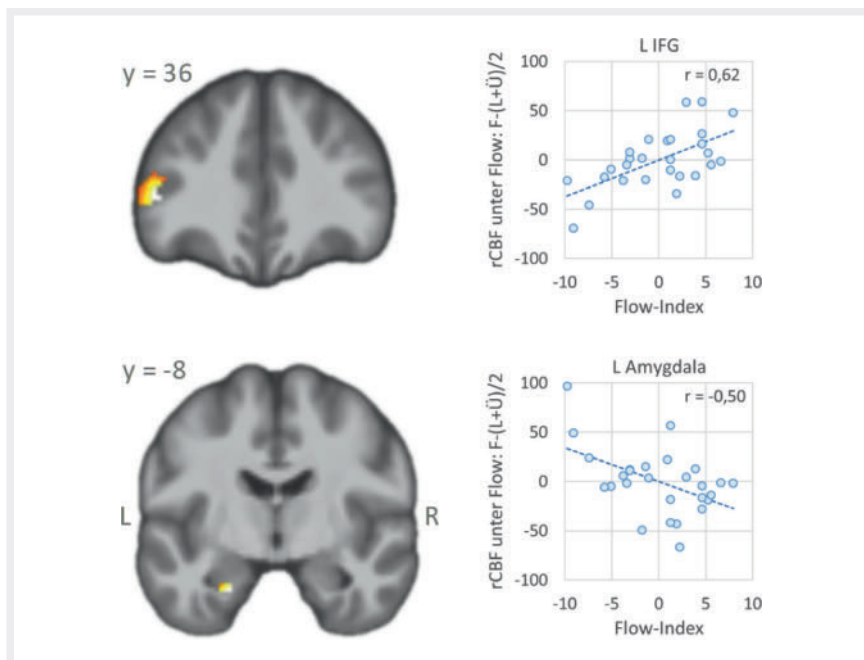 y = 36
L IFG
r = 0,62
rCBF unter Flow: F-(L+Ü)/2
100
50
0
-50
-100
-10
-5
0
5
10
Flow-Index
y = -8
L
R
L Amygdala
r = -0,50
rCBF unter Flow: F-(L+Ü)/2
100
50
0
-50
-100
-10
-5
0
5
10
Flow-Index